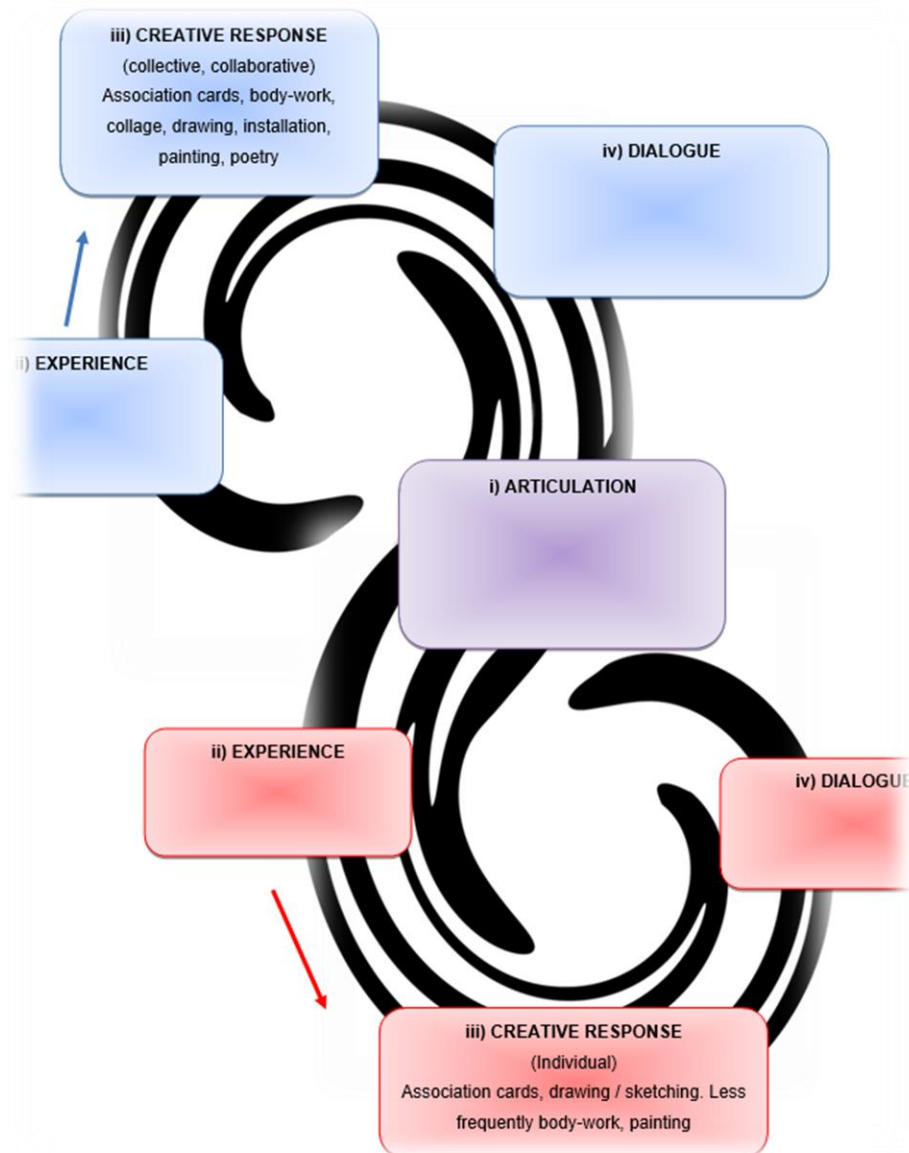 iii) CREATIVE RESPONSE
(collective, collaborative)
Association cards, body-work,
collage, drawing, installation,
painting, poetry
iv) DIALOGUE
ii) EXPERIENCE
i) ARTICULATION
ii) EXPERIENCE
iv) DIALOGUE
iii) CREATIVE RESPONSE
(Individual)
Association cards, drawing / sketching. Less
frequently body-work, painting